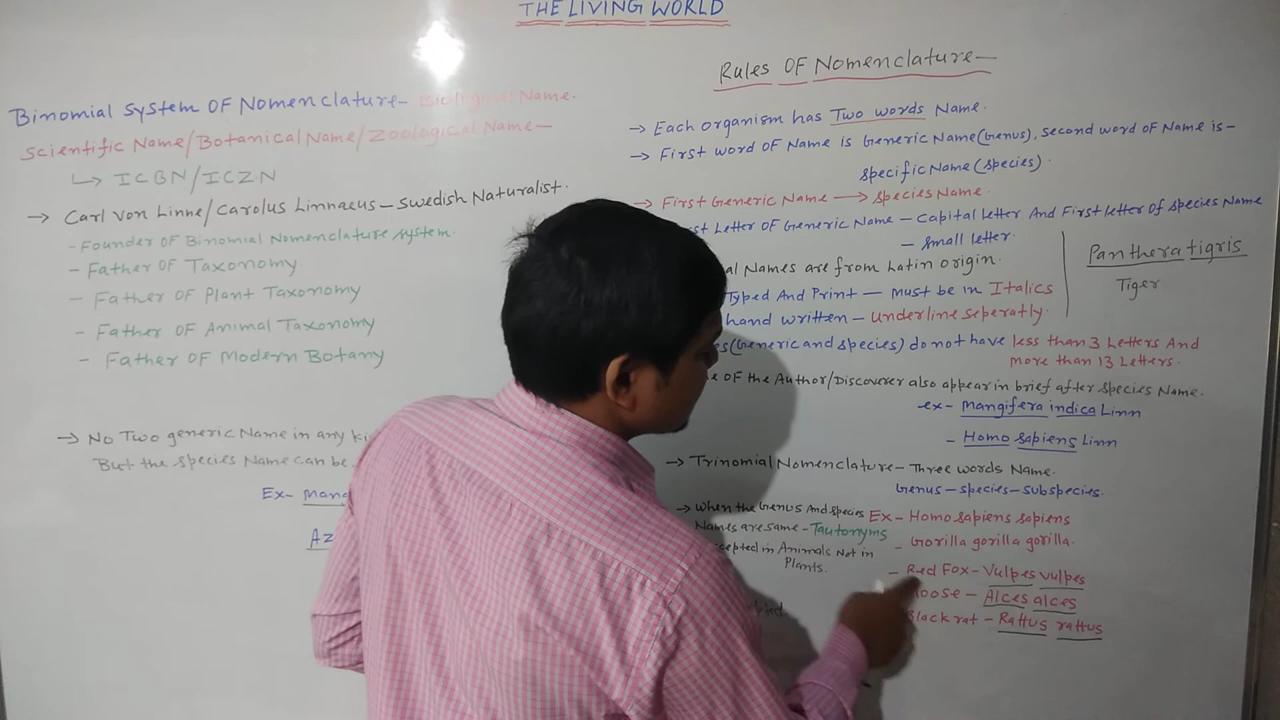 THE LIVING WORLD
Binomial System OF Nomenclature- Biological Name.
Scientific Name/Botanical Name/Zoological Name-
↳ ICBN/ICZN
→ Carl Von Linne/Carolus Linnaeus-Swedish Naturalist.
-Founder OF Binomial Nomenclature System.
- Father OF Taxonomy
- Father OF Plant Taxonomy
- Father OF Animal Taxonomy
- Father OF Modern Botany
→ No Two generic Name in any
But the Species Name can be
Ex- Mang
Az
Rules OF Nomenclature-
→ Each Organism has Two words Name.
→ First word OF Name is Generic Name(Genus), Second word OF Name is-
Specific Name(Species).
→ First Generic Name → Species Name.
st Letter OF Generic Name - Capital letter And First letter Of Species Name
- Small letter.
al Names are from Latin Origin.
Typed And Print - Must be in Italics
hand written - Underline Seperatly.
Panthera tigris
Tiger
s(Generic and Species) do not have less than 3 Letters And
more than 13 Letters.
e OF the Author/Discoverer also appear in brief after Species Name.
ex- Mangifera indica Linn
- Homo sapiens Linn
→ Trinomial Nomenclature- Three words Name.
Genus-Species-Subspecies.
→ When the Genus And Species
Names are same - Tautonyms
cepted in Animals Not in
Plants.
pted
Ex- Homo sapiens sapiens
- Gorilla gorilla gorilla.
- Red Fox- Vulpes vulpes
oose - Alces alces
Black rat - Rattus rattus